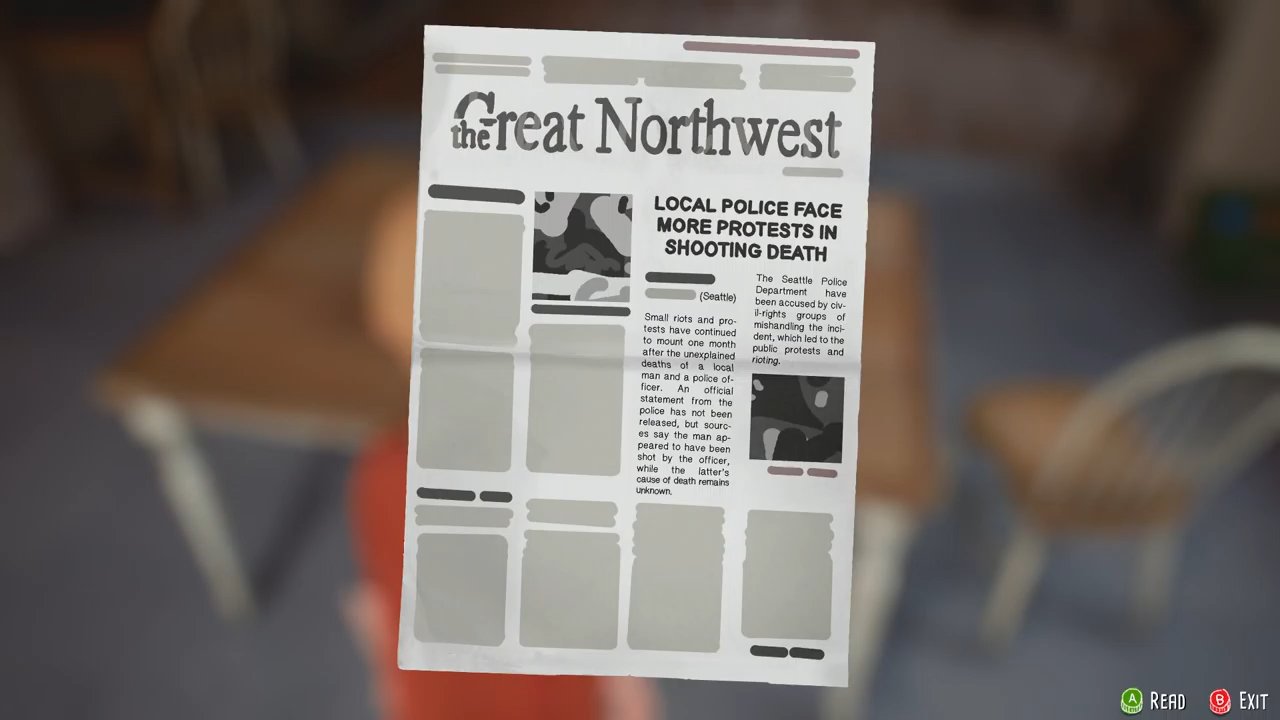 the Great Northwest
LOCAL POLICE FACE
MORE PROTESTS IN
SHOOTING DEATH
(Seattle)
Small riots and pro-
tests have continued
to mount one month
after the unexplained
deaths of a local
man and a police of-
ficer. An official
statement from the
police has not been
released, but sourc-
es say the man ap-
peared to have been
shot by the officer,
while the latter's
cause of death remains
unknown.
The Seattle Police
Department have
been accused by civ-
il-rights groups of
mishandling the inci-
dent, which led to the
public protests and
rioting.
A READ B EXIT